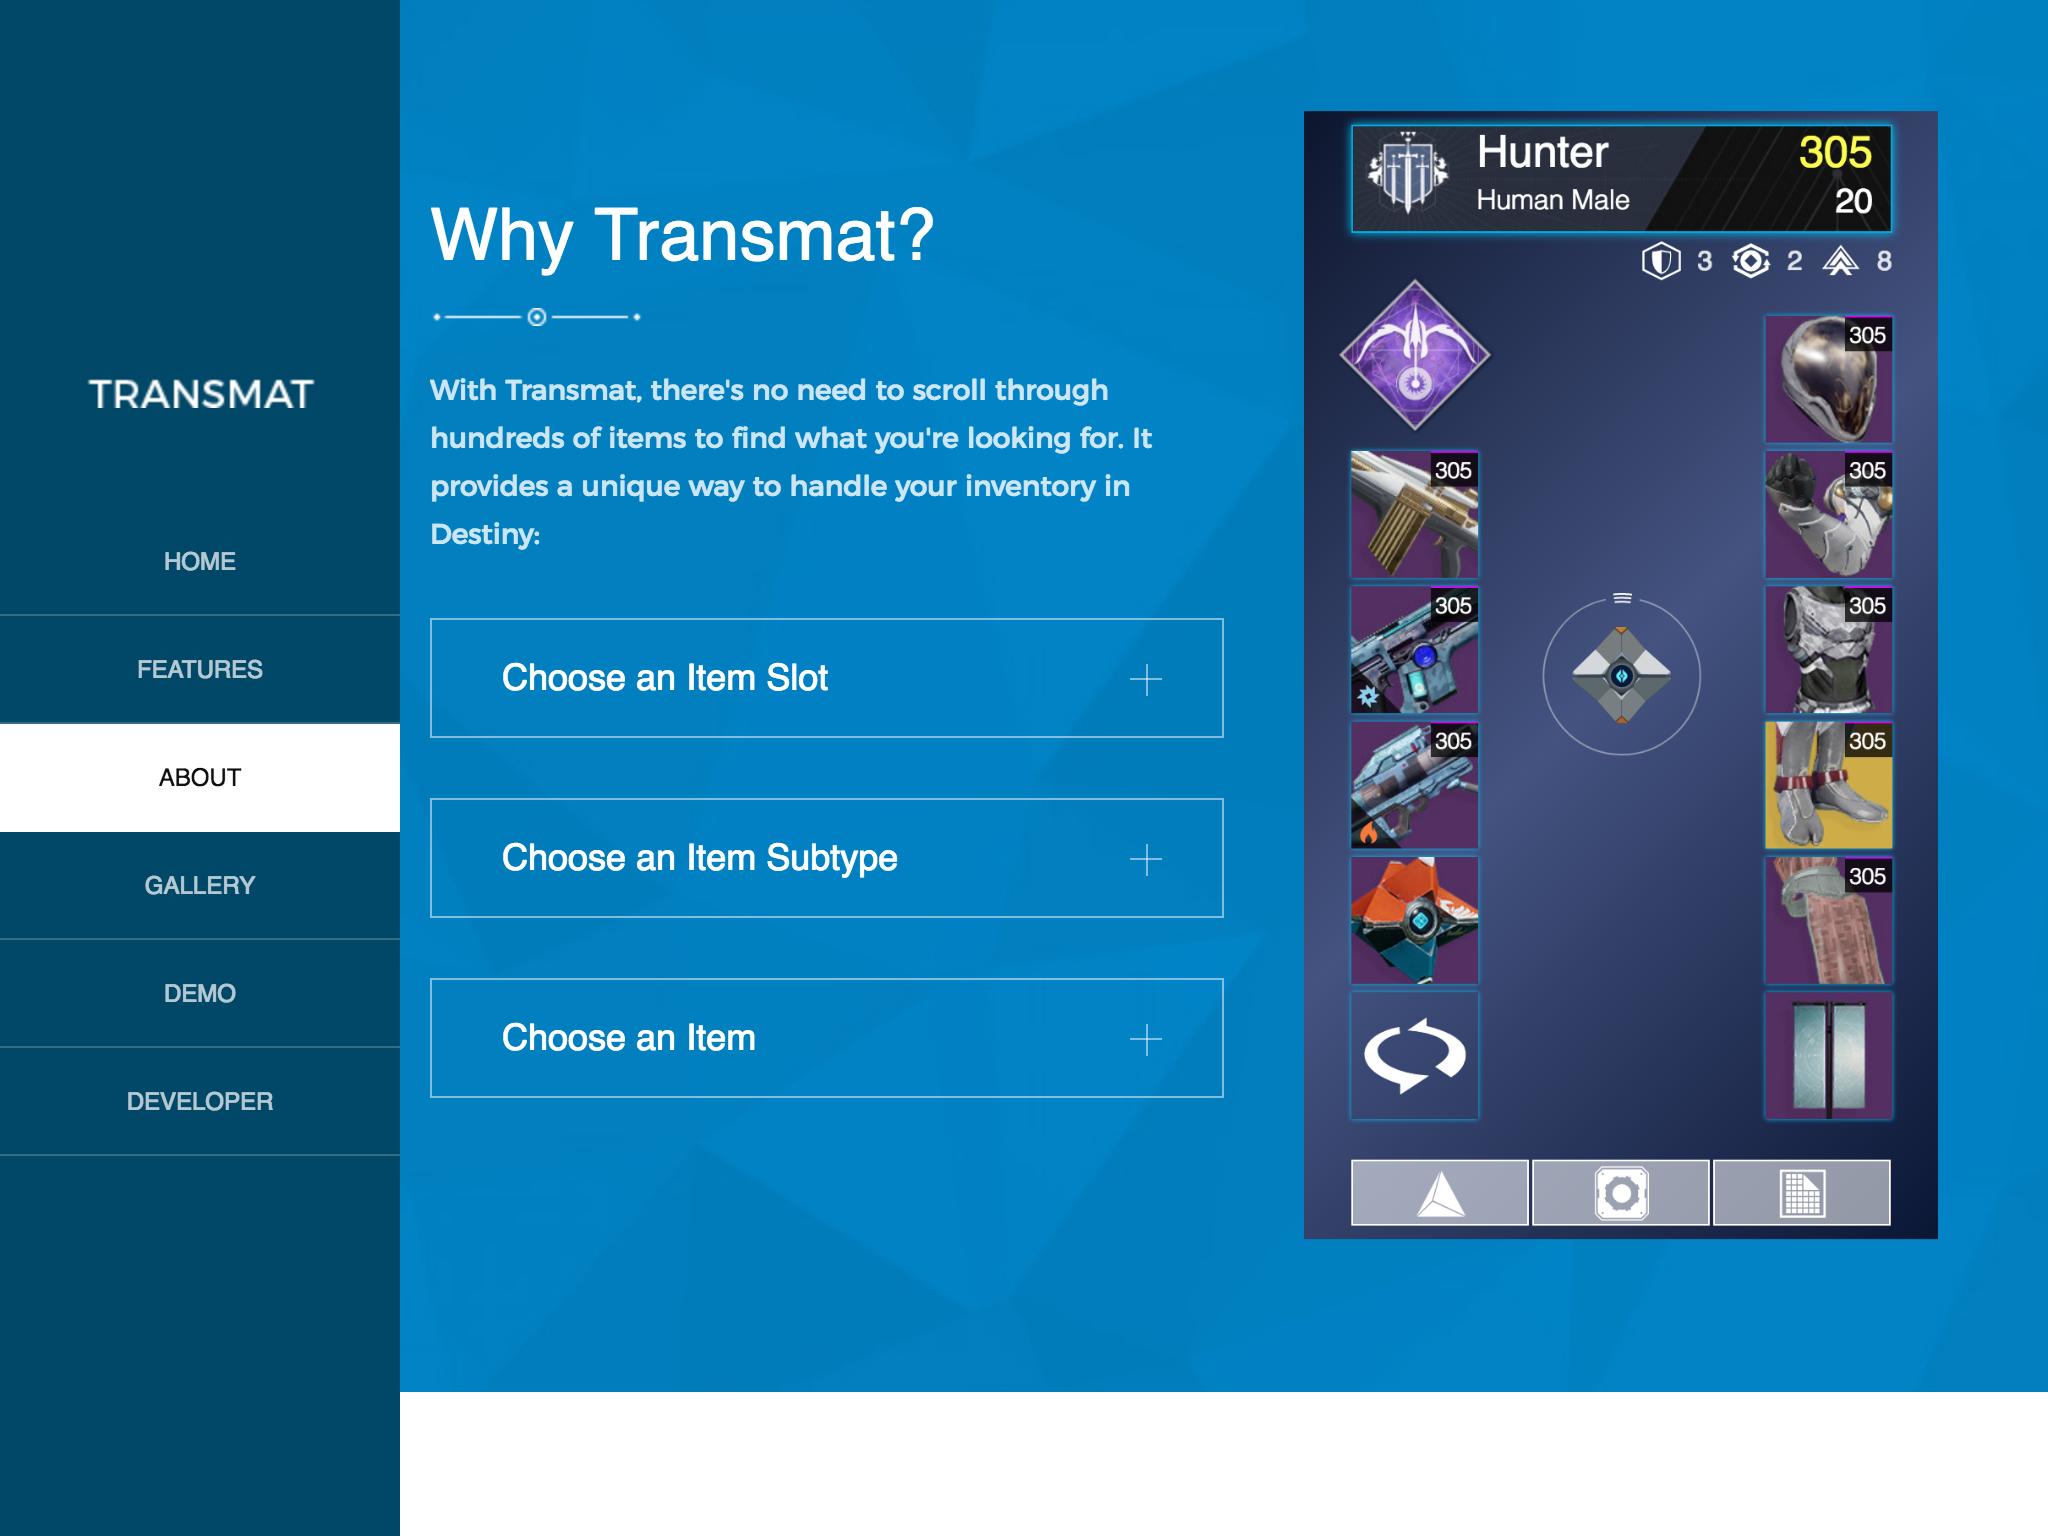 TRANSMAT
HOME
FEATURES
ABOUT
GALLERY
DEMO
DEVELOPER
Why Transmat?
With Transmat, there's no need to scroll through
hundreds of items to find what you're looking for. It
provides a unique way to handle your inventory in
Destiny:
Choose an Item Slot
Choose an Item Subtype
Choose an Item
Hunter 305
Human Male 20
3 2 8
305
305 305
305 305
305 305
305